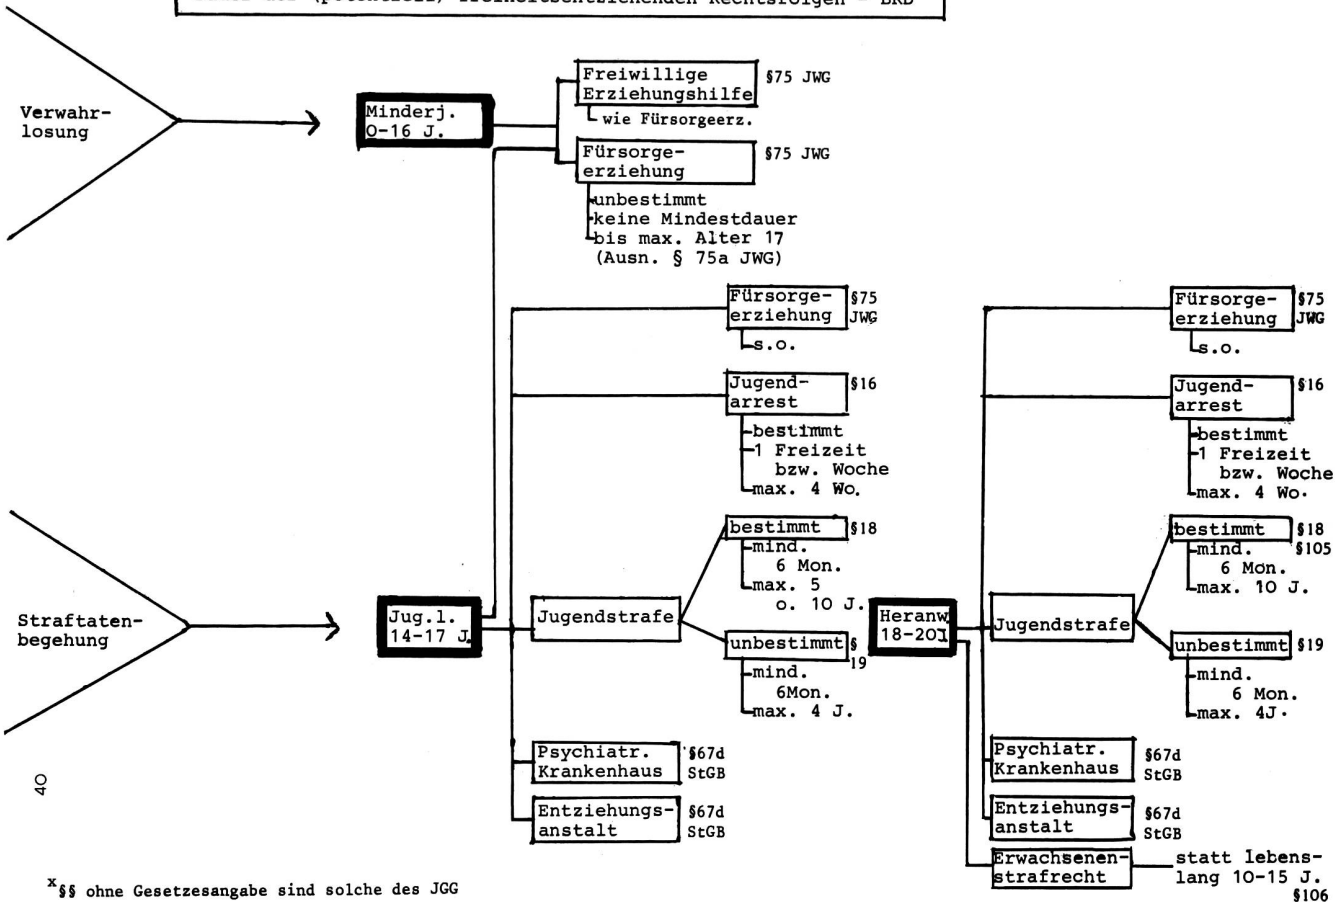 (potentiell) freiheitsentziehenden Rechtsfolgen - BRD
Verwahr-
losung
Minderj.
0-16 J.
Freiwillige
Erziehungshilfe
§75 JWG
wie Fürsorgeerz.
Fürsorge-
erziehung
§75 JWG
unbestimmt
keine Mindestdauer
bis max. Alter 17
(Ausn. § 75a JWG)
Straftaten-
begehung
Jug.l.
14-17 J.
Fürsorge-
erziehung
§75
JWG
s.o.
Jugend-
arrest
§16
bestimmt
1 Freizeit
bzw. Woche
max. 4 Wo.
Jugendstrafe
bestimmt
§18
mind.
6 Mon.
max. 5
o. 10 J.
unbestimmt
§
19
mind.
6Mon.
max. 4 J.
Psychiatr.
Krankenhaus
§67d
StGB
Entziehungs-
anstalt
§67d
StGB
Heranw.
18-20J
Fürsorge-
erziehung
§75
JWG
s.o.
Jugend-
arrest
§16
bestimmt
1 Freizeit
bzw. Woche
max. 4 Wo.
Jugendstrafe
bestimmt
§18
§105
mind.
6 Mon.
max. 10 J.
unbestimmt
§19
mind.
6 Mon.
max. 4J.
Psychiatr.
Krankenhaus
§67d
StGB
Entziehungs-
anstalt
§67d
StGB
Erwachsenen-
strafrecht
statt lebens-
lang 10-15 J.
§106
40
x §§ ohne Gesetzesangabe sind solche des JGG